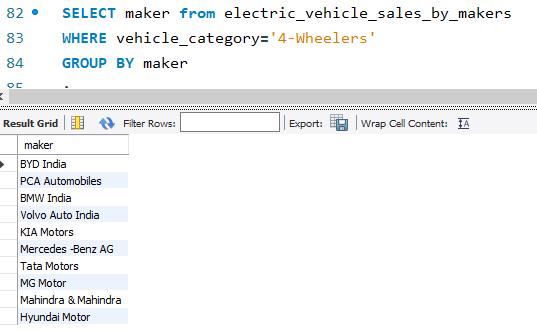 82 SELECT maker from electric_vehicle_sales_by_makers
83 WHERE vehicle_category='4-Wheelers'
84 GROUP BY maker
85 ;
Result Grid Filter Rows: Export: Wrap Cell Content: IA
maker
BYD India
PCA Automobiles
BMW India
Volvo Auto India
KIA Motors
Mercedes -Benz AG
Tata Motors
MG Motor
Mahindra & Mahindra
Hyundai Motor